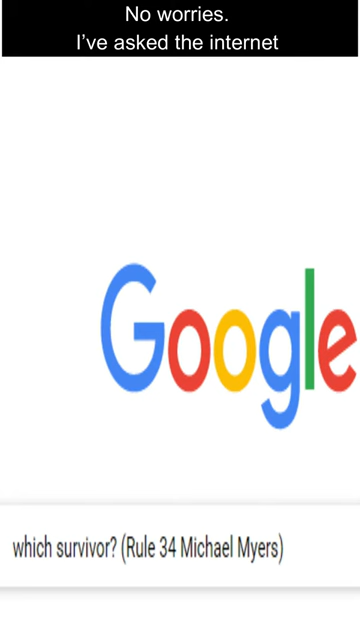 No worries.
I've asked the internet
Google
which survivor? (Rule 34 Michael Myers)